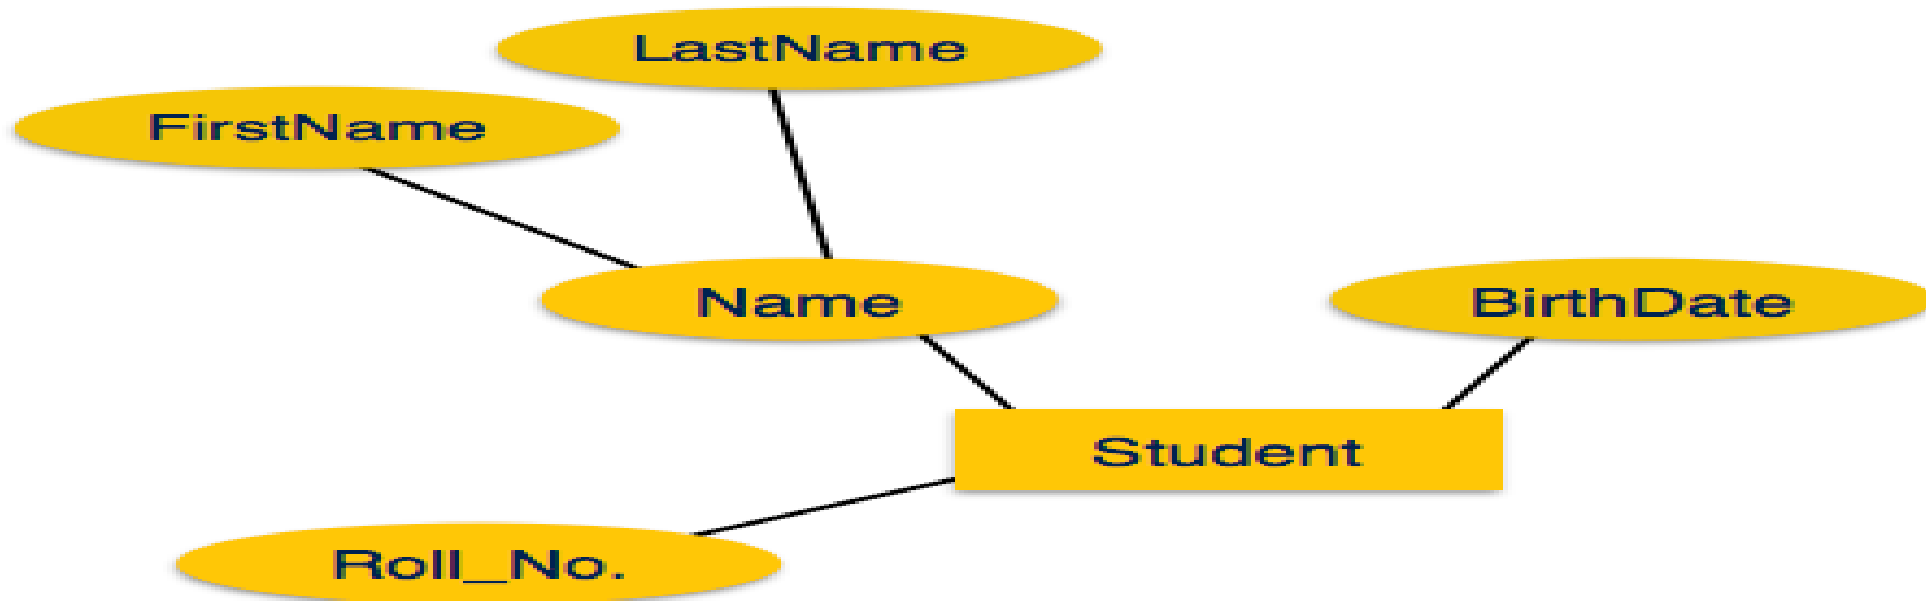 LastName
FirstName
Name
BirthDate
Student
Roll_No.